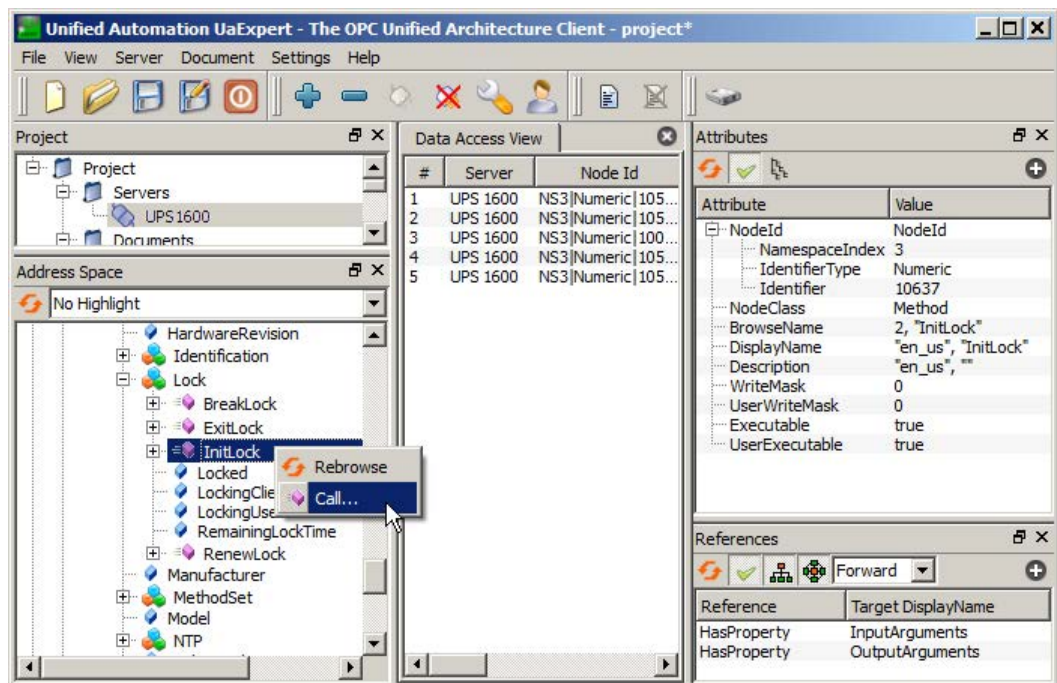 Unified Automation UaExpert - The OPC Unified Architecture Client - project*
File View Server Document Settings Help
Project
Project
Servers
UPS1600
Documents
Address Space
No Highlight
HardwareRevision
Identification
Lock
BreakLock
ExitLock
InitLock
Locked
LockingClie
LockingUse
RemainingLockTime
RenewLock
Manufacturer
MethodSet
Model
NTP
Rebrowse
Call...
Data Access View
# Server Node Id
1 UPS 1600 NS3|Numeric|105...
2 UPS 1600 NS3|Numeric|105...
3 UPS 1600 NS3|Numeric|100...
4 UPS 1600 NS3|Numeric|105...
5 UPS 1600 NS3|Numeric|105...
Attributes
Attribute Value
NodeId NodeId
NamespaceIndex 3
IdentifierType Numeric
Identifier 10637
NodeClass Method
BrowseName 2, "InitLock"
DisplayName "en_us", "InitLock"
Description "en_us", ""
WriteMask 0
UserWriteMask 0
Executable true
UserExecutable true
References
Forward
Reference Target DisplayName
HasProperty InputArguments
HasProperty OutputArguments